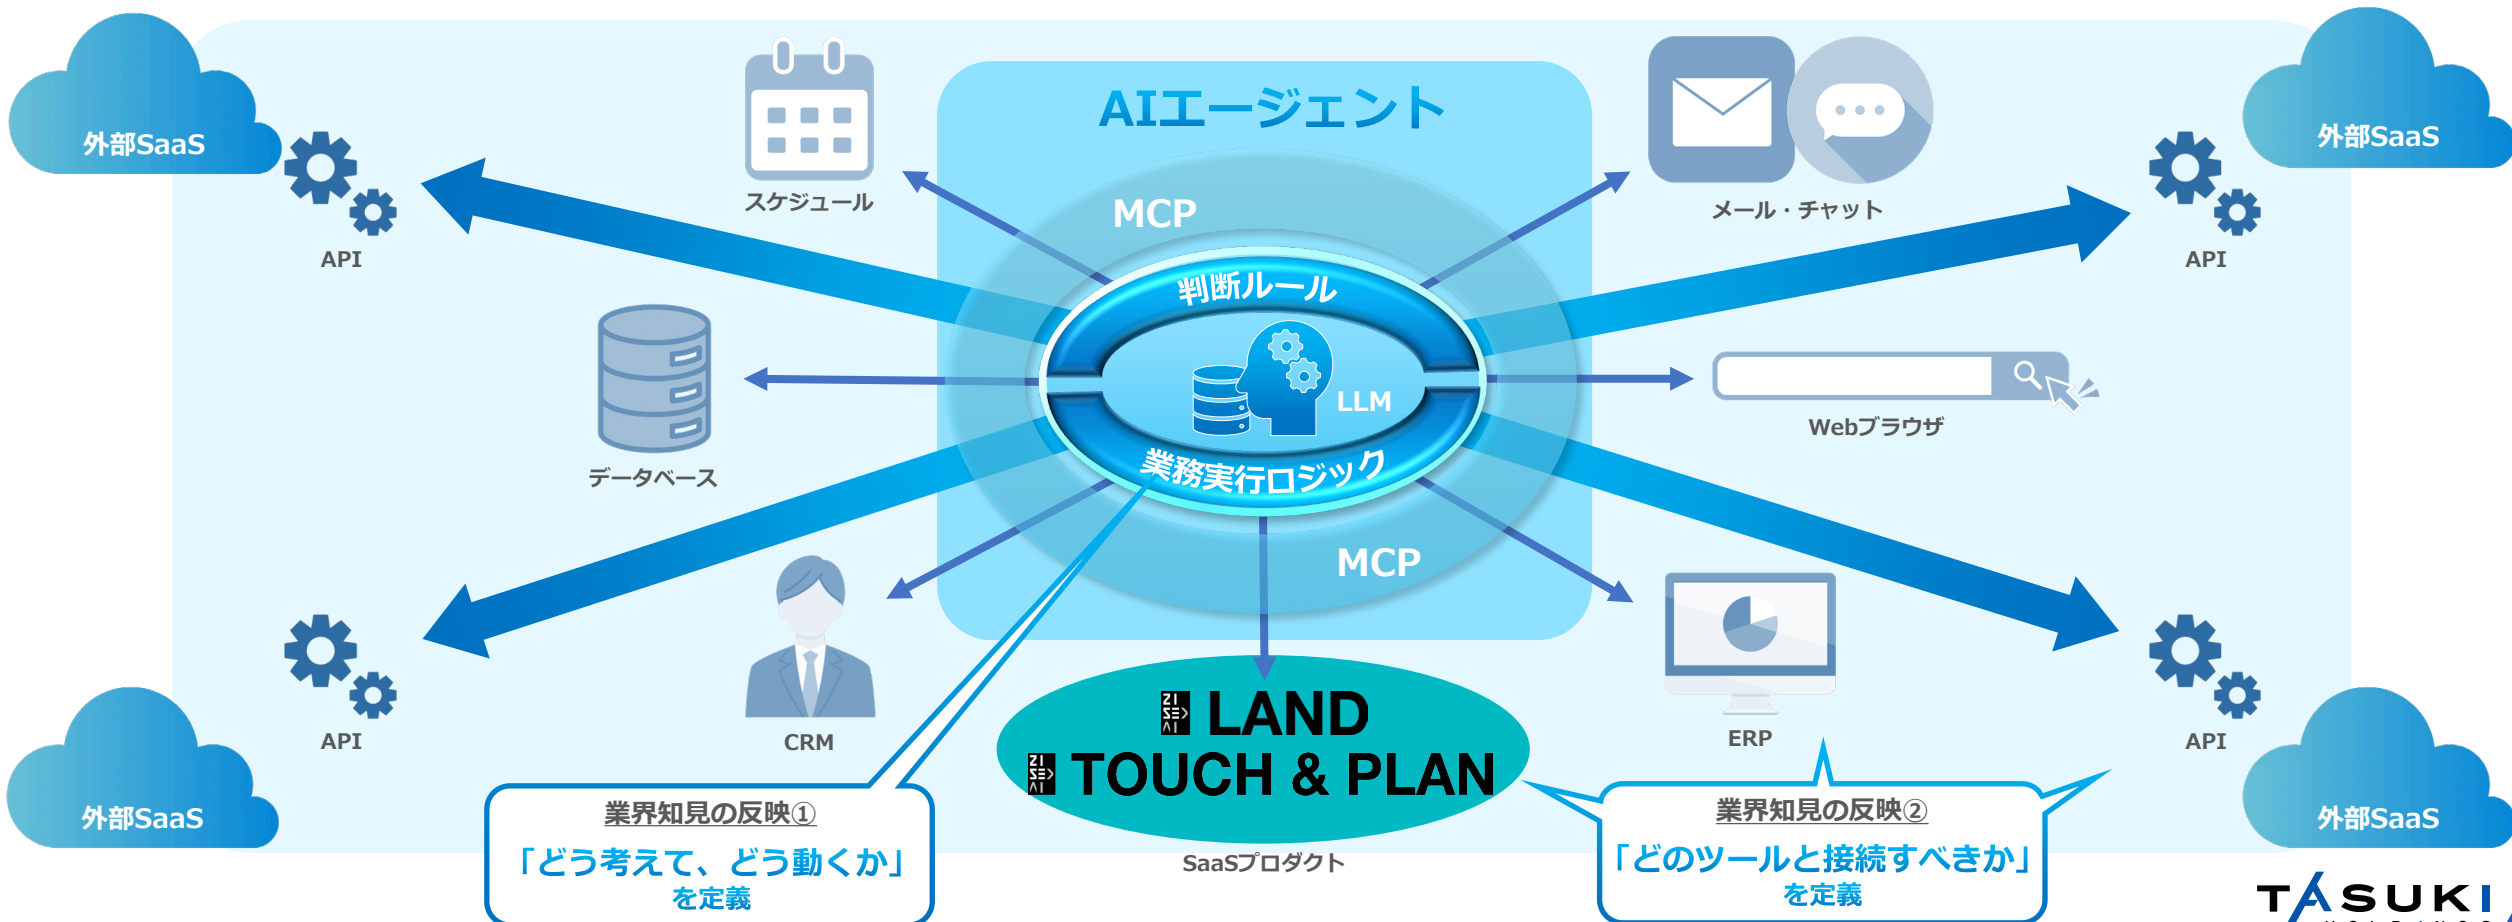 AIエージェント
外部SaaS
外部SaaS
API
API
スケジュール
メール・チャット
MCP
判断ルール
LLM
業務実行ロジック
MCP
データベース
Webブラウザ
CRM
ERP
API
API
外部SaaS
外部SaaS
ZISEDAI LAND
ZISEDAI TOUCH & PLAN
SaaSプロダクト
業界知見の反映①
「どう考えて、どう動くか」
を定義
業界知見の反映②
「どのツールと接続すべきか」
を定義
TASUKI